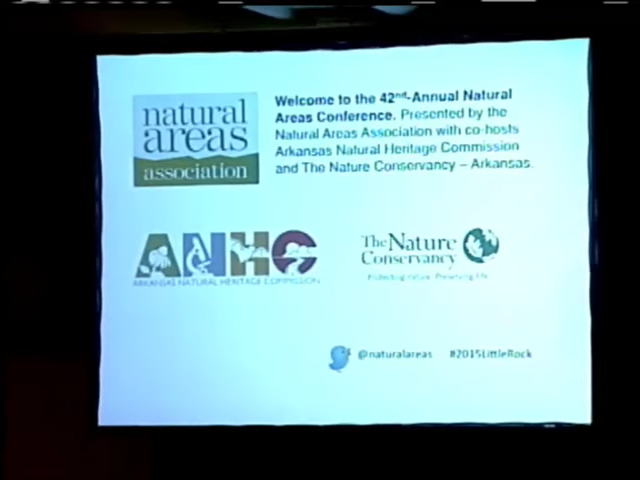 natural
areas
association
Welcome to the 42nd-Annual Natural
Areas Conference. Presented by the
Natural Areas Association with co-hosts
Arkansas Natural Heritage Commission
and The Nature Conservancy – Arkansas.
ANHC
ARKANSAS NATURAL HERITAGE COMMISSION
The Nature
Conservancy
Protecting nature. Preserving life.
@naturalareas #2015LittleRock